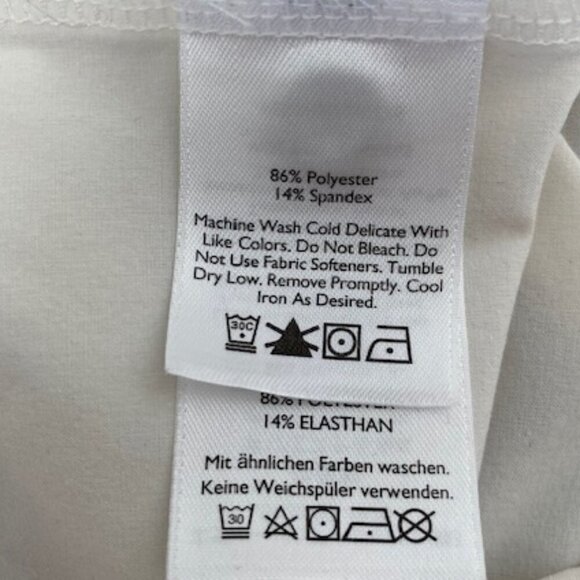 86% Polyester
14% Spandex
Machine Wash Cold Delicate With
Like Colors. Do Not Bleach. Do
Not Use Fabric Softeners. Tumble
Dry Low. Remove Promptly. Cool
Iron As Desired.
30C
86% POLYESTER
14% ELASTHAN
Mit ähnlichen Farben waschen.
Keine Weichspüler verwenden.
30